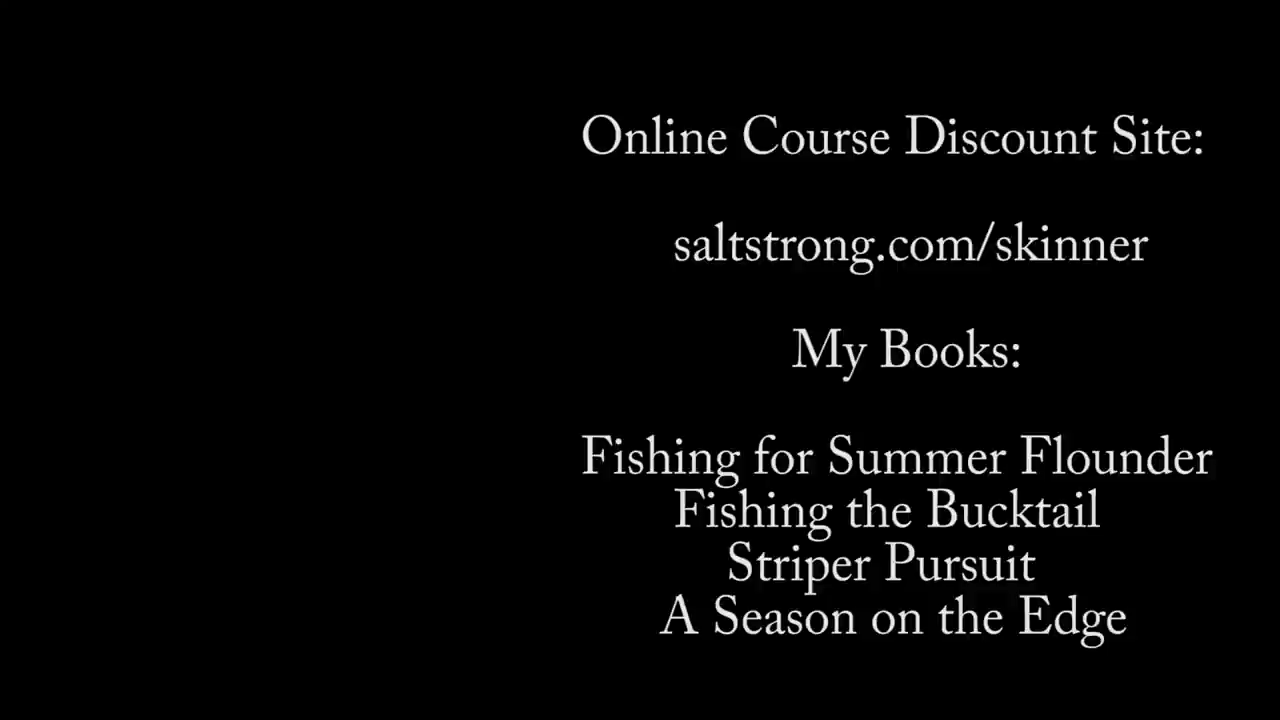 Online Course Discount Site:
saltstrong.com/skinner
My Books:
Fishing for Summer Flounder
Fishing the Bucktail
Striper Pursuit
A Season on the Edge